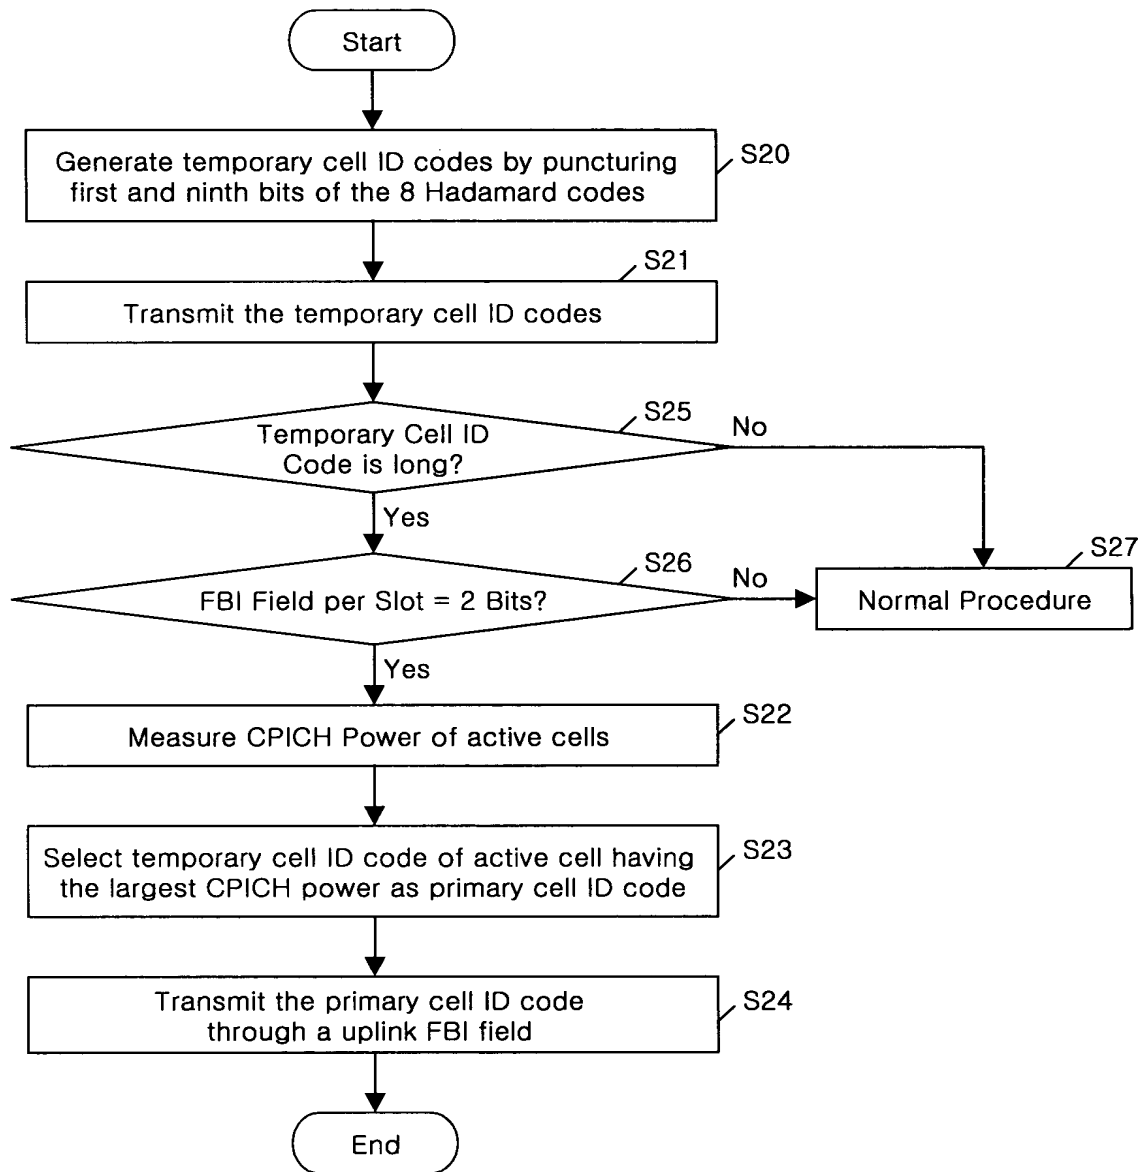 Start
Generate temporary cell ID codes by puncturing
first and ninth bits of the 8 Hadamard codes
S20
S21
Transmit the temporary cell ID codes
S25
Temporary Cell ID
Code is long?
No
Yes
S26
FBI Field per Slot = 2 Bits?
No
S27
Normal Procedure
Yes
S22
Measure CPICH Power of active cells
Select temporary cell ID code of active cell having
the largest CPICH power as primary cell ID code
S23
Transmit the primary cell ID code
through a uplink FBI field
S24
End